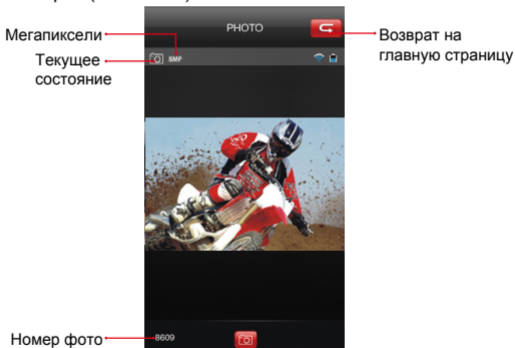 PHOTO
Мегапиксели
Возврат на
главную страницу
Текущее
состояние
5MP
Номер фото
8609